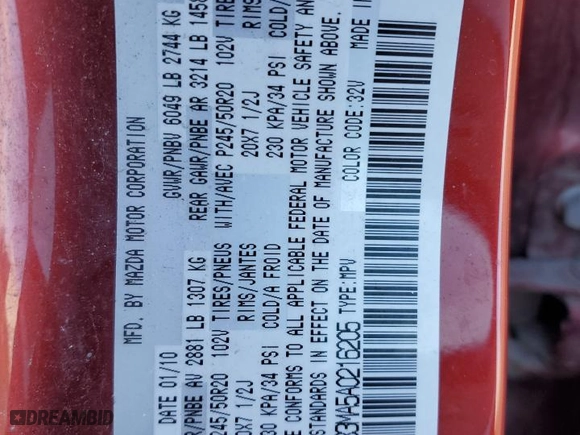 MFD. BY MAZDA MOTOR CORPORATION
DATE 01/10 GVWR/PNBV 6049 LB 2744 KG
/PNBE AV 2881 LB 1307 KG REAR GAWR/PNBE AR 3214 LB 1458
245/50R20 102V TIRES/PNEUS WITH/AVEC P245/50R20 102V TIRE
20X7 1/2J RIMS/JANTES 20X7 1/2J RIMS
230 KPA/34 PSI COLD/A FROID 230 KPA/34 PSI COLD/
CONFORMS TO ALL APPLICABLE FEDERAL MOTOR VEHICLE SAFETY AN
STANDARDS IN EFFECT ON THE DATE OF MANUFACTURE SHOWN ABOVE.
3MA5A0216205 TYPE:MPV COLOR CODE:32V MADE
DREAMBID